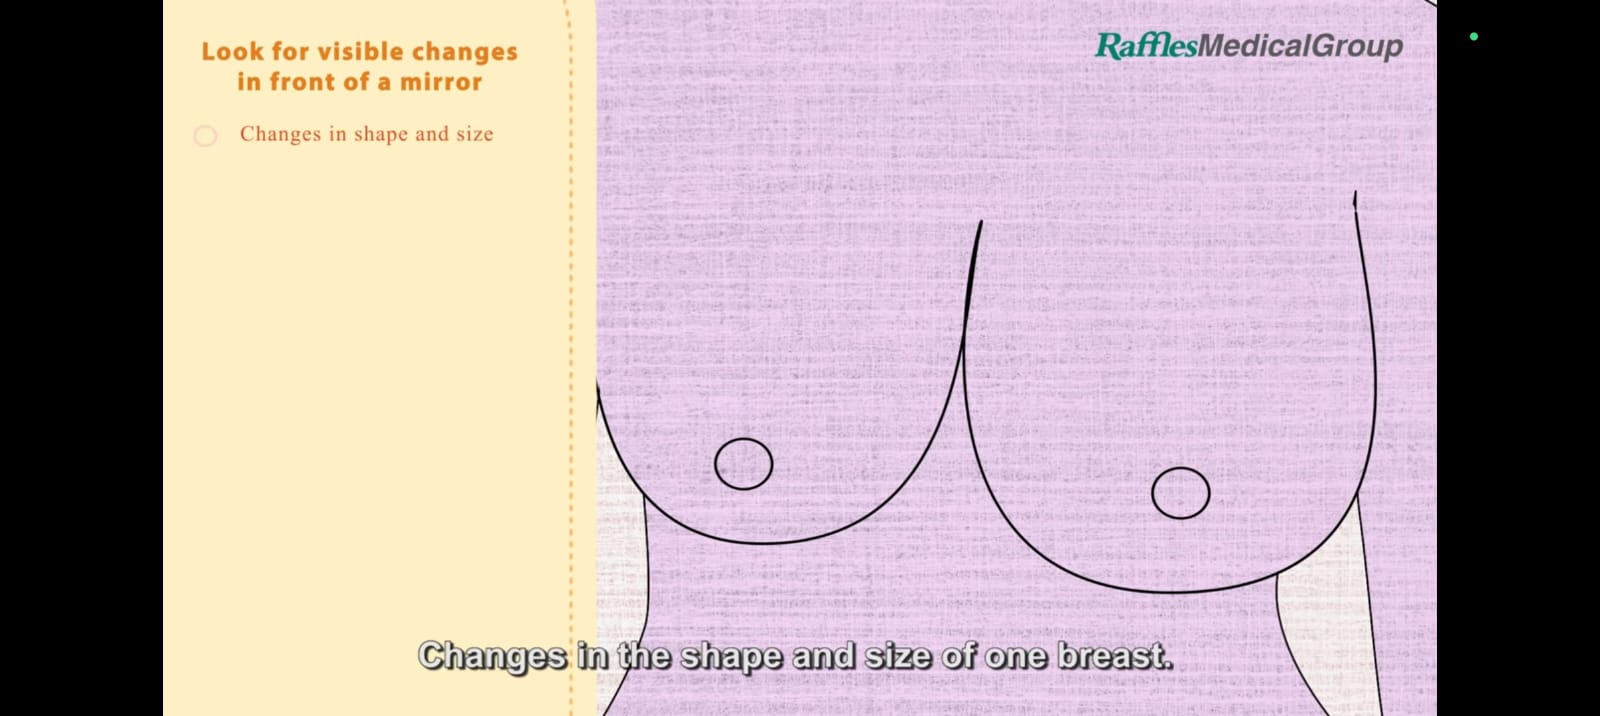 Look for visible changes
in front of a mirror
Changes in shape and size
RafflesMedicalGroup
Changes in the shape and size of one breast.